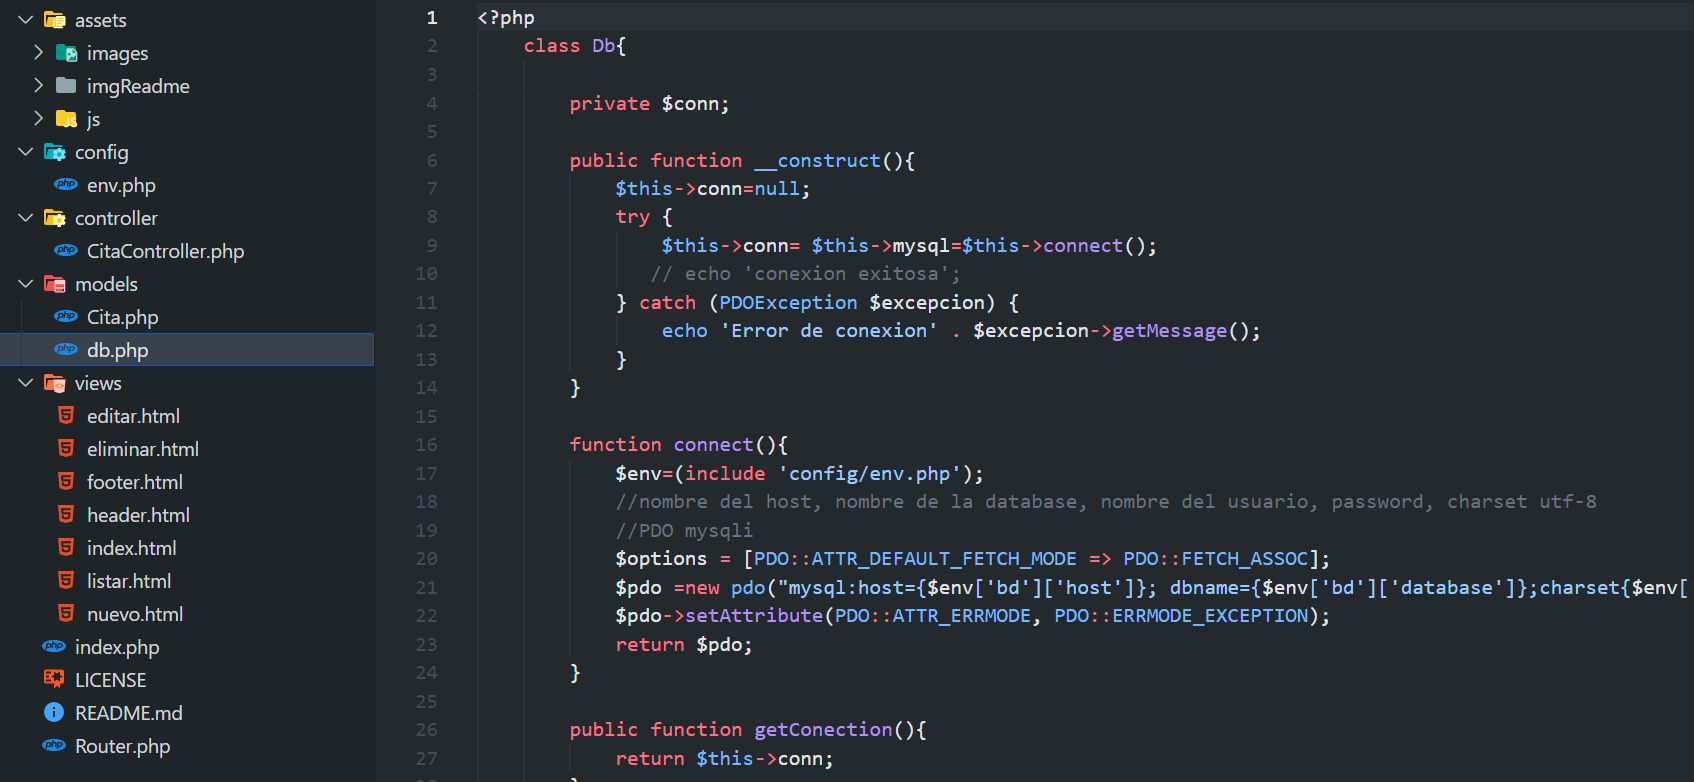 assets
images
imgReadme
js
config
env.php
controller
CitaController.php
models
Cita.php
db.php
views
editar.html
eliminar.html
footer.html
header.html
index.html
listar.html
nuevo.html
index.php
LICENSE
README.md
Router.php
1 <?php
2 class Db{
3
4 private $conn;
5
6 public function __construct(){
7 $this->conn=null;
8 try {
9 $this->conn= $this->mysql=$this->connect();
10 // echo 'conexion exitosa';
11 } catch (PDOException $excepcion) {
12 echo 'Error de conexion' . $excepcion->getMessage();
13 }
14 }
15
16 function connect(){
17 $env=(include 'config/env.php');
18 //nombre del host, nombre de la database, nombre del usuario, password, charset utf-8
19 //PDO mysqli
20 $options = [PDO::ATTR_DEFAULT_FETCH_MODE => PDO::FETCH_ASSOC];
21 $pdo =new pdo("mysql:host={$env['bd']['host']}; dbname={$env['bd']['database']};charset{$env[
22 $pdo->setAttribute(PDO::ATTR_ERRMODE, PDO::ERRMODE_EXCEPTION);
23 return $pdo;
24 }
25
26 public function getConection(){
27 return $this->conn;